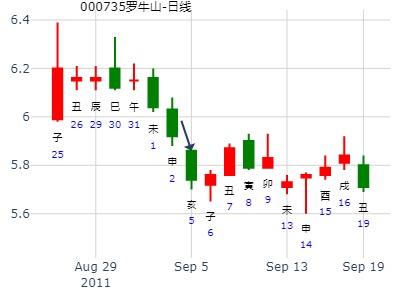 000735罗牛山-日线
6.4
6.2
6
5.8
5.6
子
25
丑
26
辰
29
巳
30
午
31
未
1
申
2
亥
5
子
6
丑
7
寅
8
卯
9
未
13
申
14
酉
15
戌
16
丑
19
Aug 29
2011
Sep 5
Sep 13
Sep 19